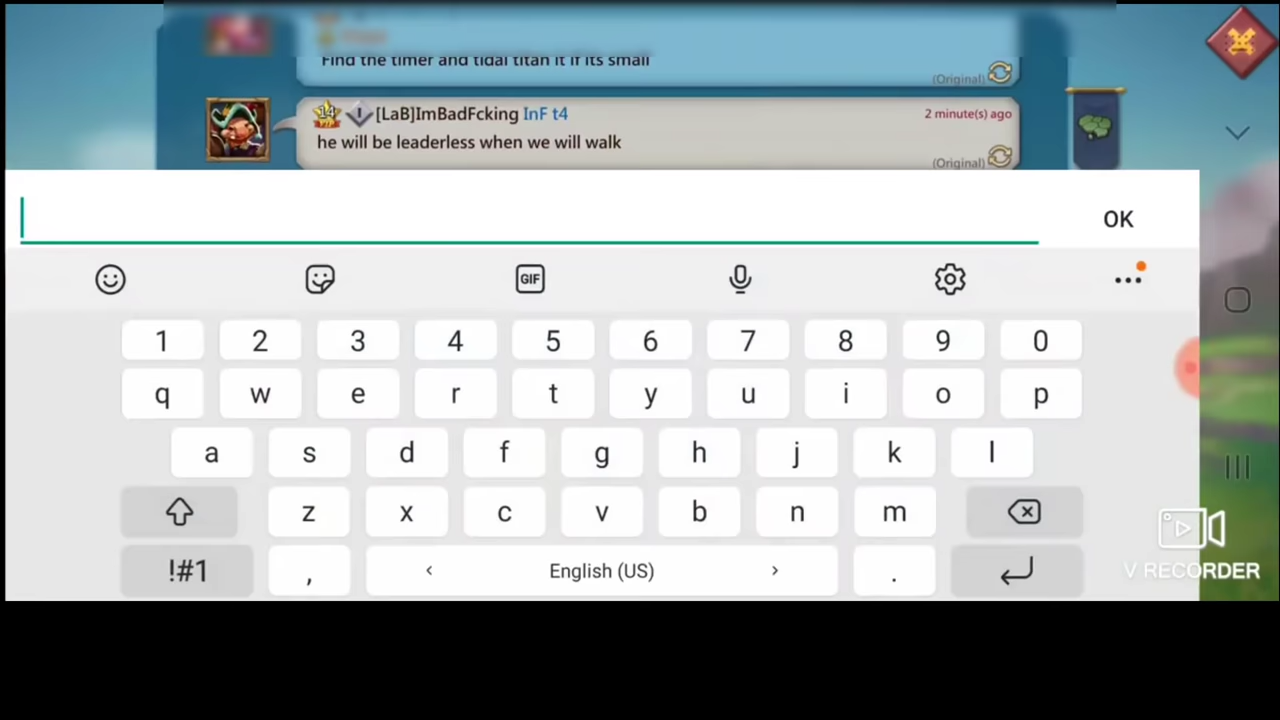 Find the timer and tidal titan it if its small
(Original)
14 [LaB]ImBadFcking InF t4
2 minute(s) ago
he will be leaderless when we will walk
(Original)
OK
GIF
1 2 3 4 5 6 7 8 9 0
q w e r t y u i o p
a s d f g h j k l
z x c v b n m
!#1 , < English (US) > .
V RECORDER